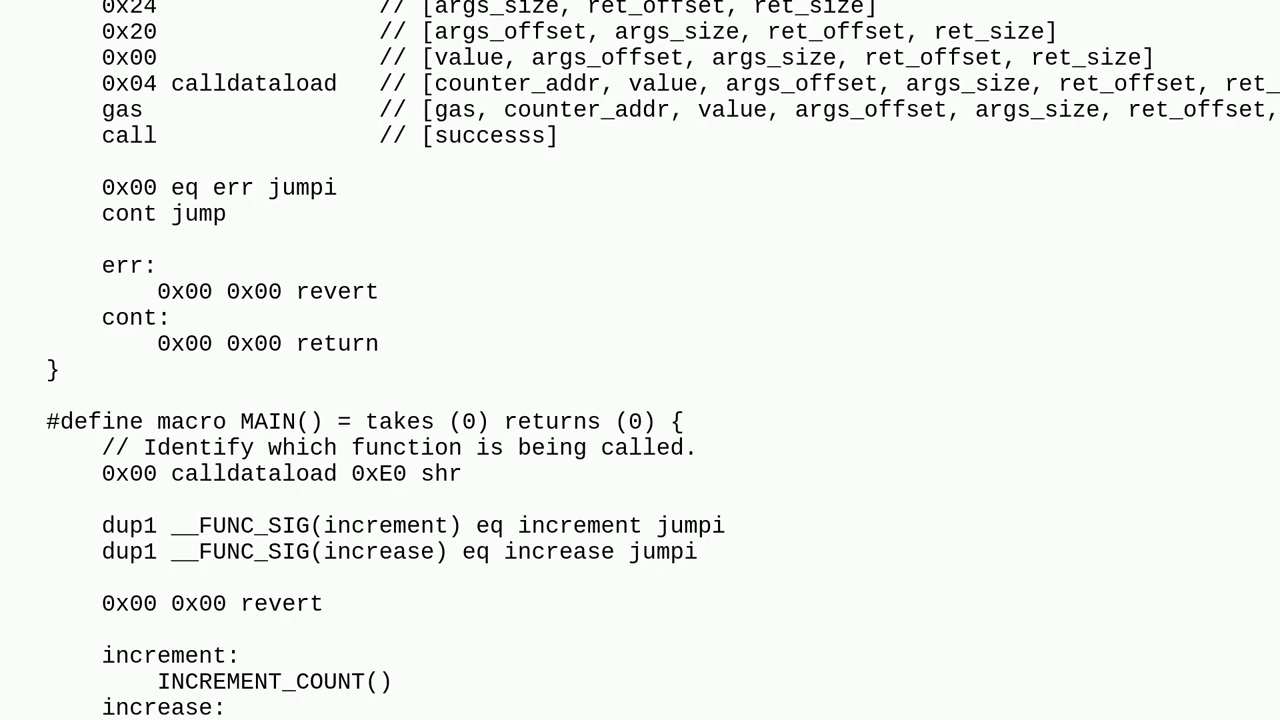 0x24                // [args_size, ret_offset, ret_size]
0x20                // [args_offset, args_size, ret_offset, ret_size]
0x00                // [value, args_offset, args_size, ret_offset, ret_size]
0x04 calldataload   // [counter_addr, value, args_offset, args_size, ret_offset, ret_
gas                 // [gas, counter_addr, value, args_offset, args_size, ret_offset,
call                // [successs]
0x00 eq err jumpi
cont jump
err:
0x00 0x00 revert
cont:
0x00 0x00 return
}
#define macro MAIN() = takes (0) returns (0) {
// Identify which function is being called.
0x00 calldataload 0xE0 shr
dup1 __FUNC_SIG(increment) eq increment jumpi
dup1 __FUNC_SIG(increase) eq increase jumpi
0x00 0x00 revert
increment:
INCREMENT_COUNT()
increase: